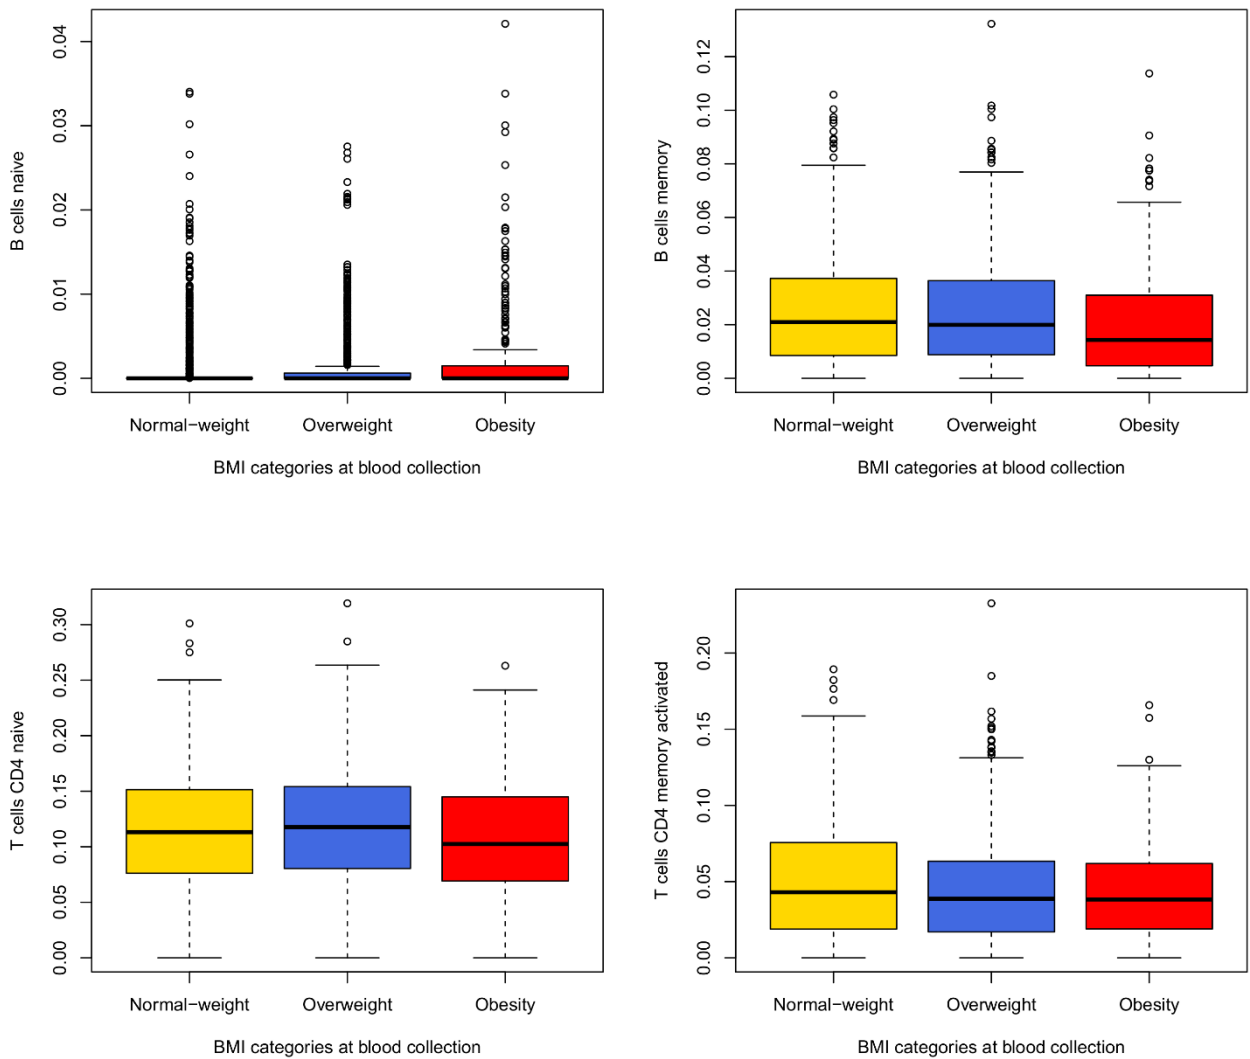 B cells naive
0.04
0.03
0.02
0.01
0.00
Normal−weight Overweight Obesity
BMI categories at blood collection
B cells memory
0.12
0.10
0.08
0.06
0.04
0.02
0.00
Normal−weight Overweight Obesity
BMI categories at blood collection
T cells CD4 naive
0.30
0.25
0.20
0.15
0.10
0.05
0.00
Normal−weight Overweight Obesity
BMI categories at blood collection
T cells CD4 memory activated
0.20
0.15
0.10
0.05
0.00
Normal−weight Overweight Obesity
BMI categories at blood collection